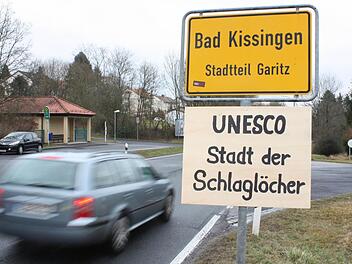 Bad Kissingen
Stadtteil Garitz
UNESCO
Stadt der
Schlaglöcher